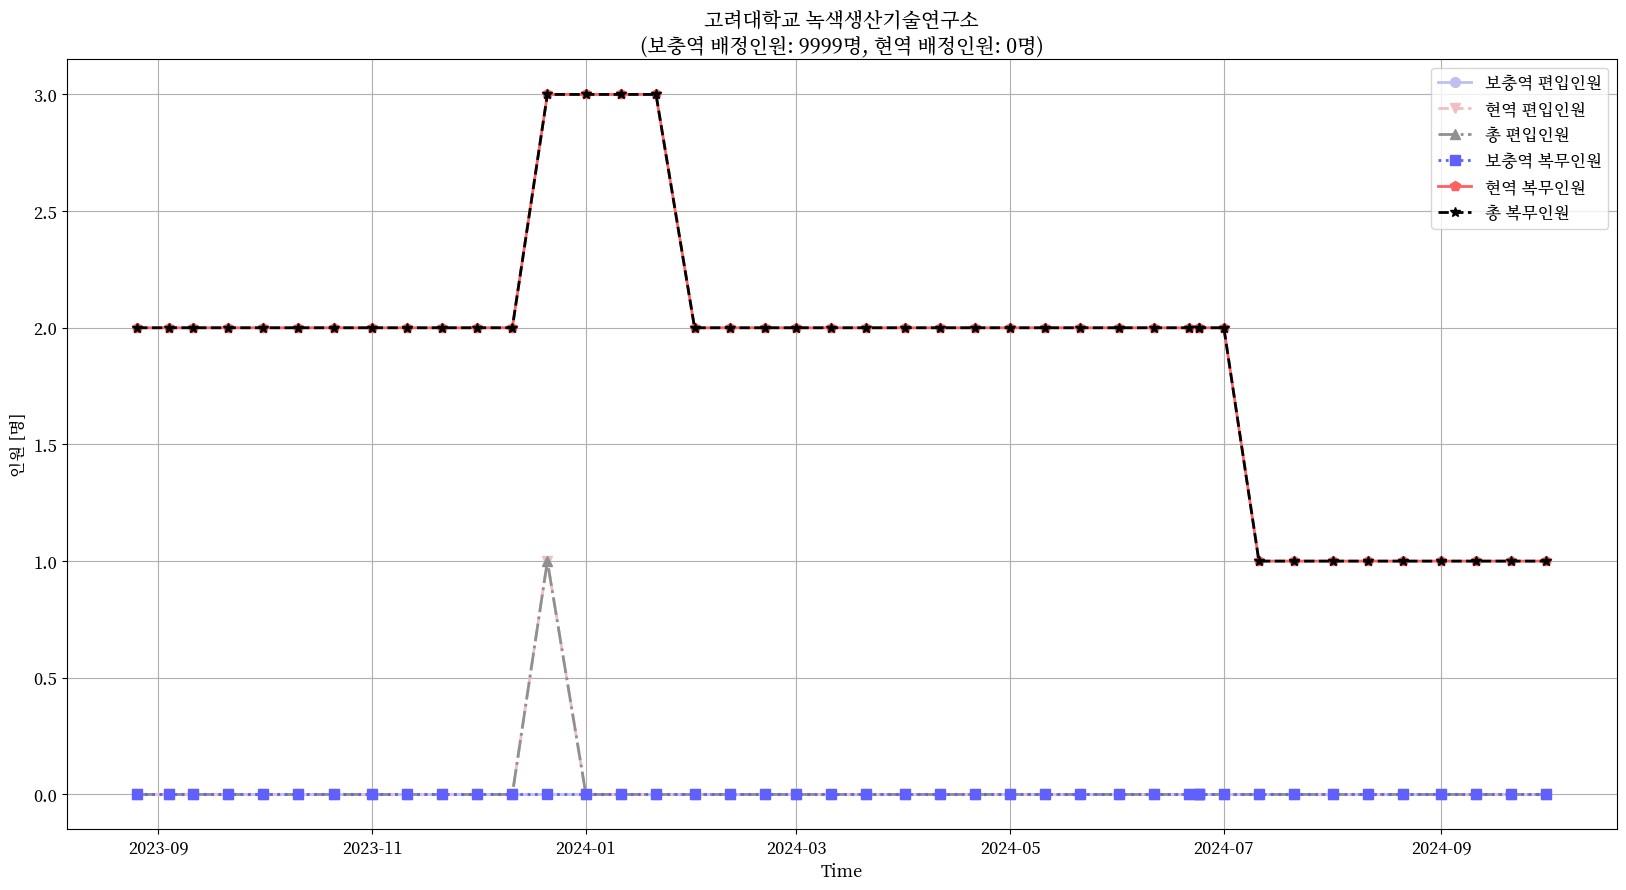 고려대학교 녹색생산기술연구소
(보충역 배정인원: 9999명, 현역 배정인원: 0명)
보충역 편입인원
현역 편입인원
총 편입인원
보충역 복무인원
현역 복무인원
총 복무인원
인원 [명]
3.0
2.5
2.0
1.5
1.0
0.5
0.0
2023-09
2023-11
2024-01
2024-03
2024-05
2024-07
2024-09
Time